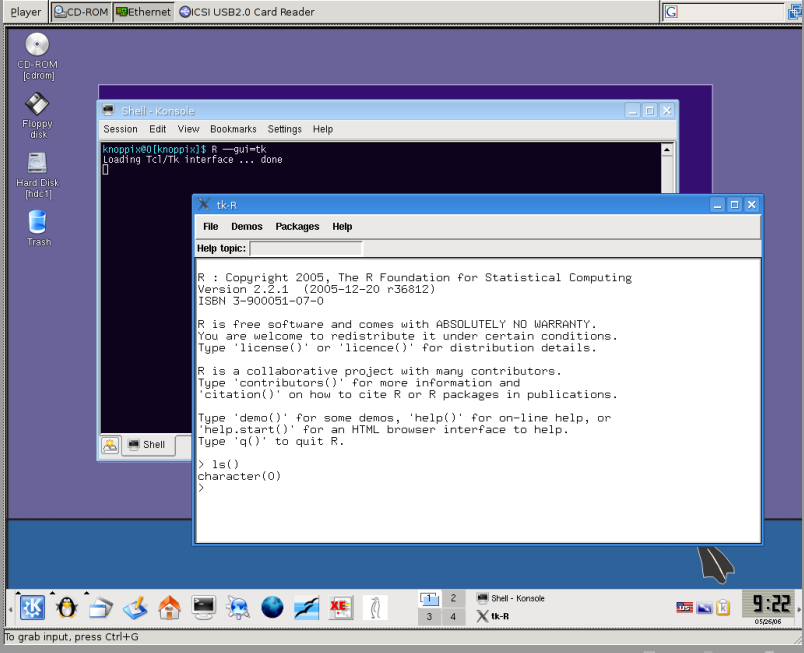 Player CD-ROM Ethernet ICSI USB2.0 Card Reader
CD-ROM
[cdrom]
Floppy
disk
Hard Disk
[hdc1]
Trash
Shell - Konsole
Session Edit View Bookmarks Settings Help
knoppix@0[knoppix]$ R --gui=tk
Loading Tcl/Tk interface ... done
Shell
tk-R
File Demos Packages Help
Help topic:
R : Copyright 2005, The R Foundation for Statistical Computing
Version 2.2.1 (2005-12-20 r36812)
ISBN 3-900051-07-0
R is free software and comes with ABSOLUTELY NO WARRANTY.
You are welcome to redistribute it under certain conditions.
Type 'license()' or 'licence()' for distribution details.
R is a collaborative project with many contributors.
Type 'contributors()' for more information and
'citation()' on how to cite R or R packages in publications.
Type 'demo()' for some demos, 'help()' for on-line help, or
'help.start()' for an HTML browser interface to help.
Type 'q()' to quit R.
> ls()
character(0)
>
XE
1 2
3 4
Shell - Konsole
tk-R
us
9:22
05/26/06
To grab input, press Ctrl+G